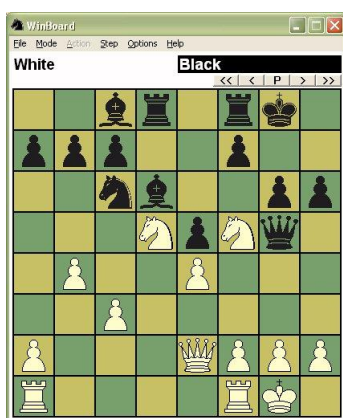 WinBoard
File Mode Action Step Options Help
White Black
<< < P > >>